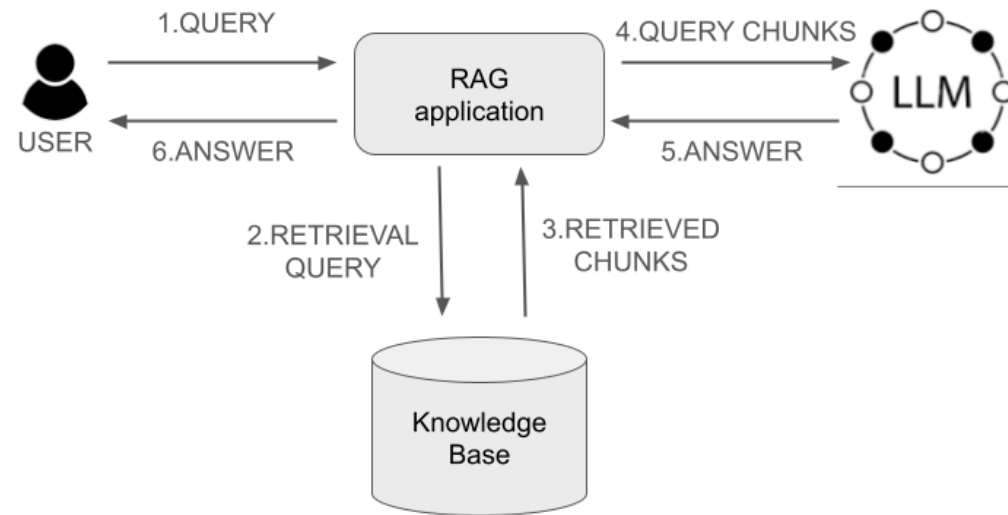 1.QUERY
4.QUERY CHUNKS
RAG
application
LLM
USER
6.ANSWER
5.ANSWER
2.RETRIEVAL
QUERY
3.RETRIEVED
CHUNKS
Knowledge
Base